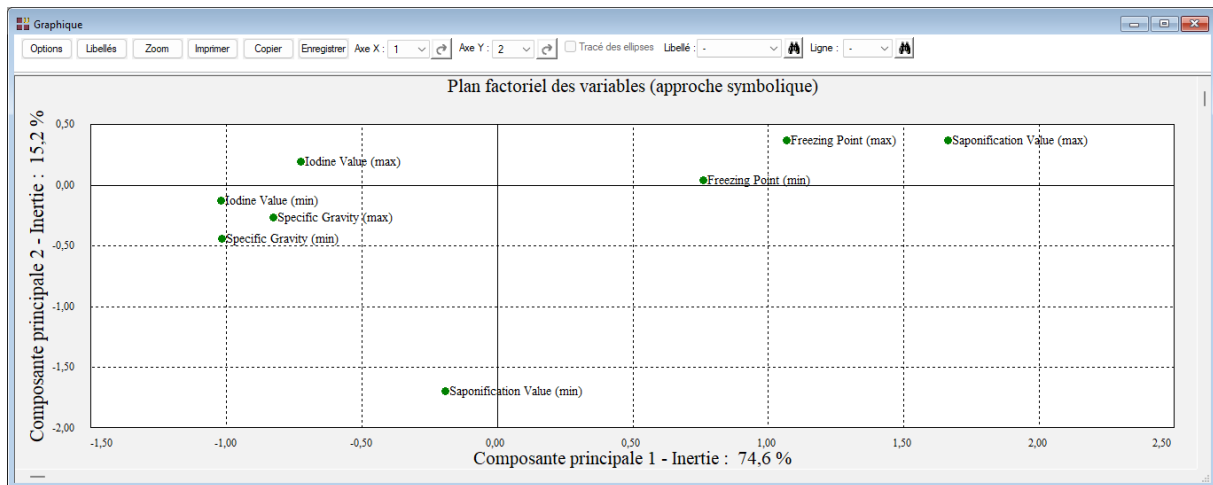 Graphique
Options Libellés Zoom Imprimer Copier Enregistrer Axe X : 1 Axe Y : 2 Tracé des ellipses Libellé : - Ligne : -
Plan factoriel des variables (approche symbolique)
Composante principale 2 - Inertie : 15,2 %
0,50
Freezing Point (max) Saponification Value (max)
Iodine Value (max)
0,00
Freezing Point (min)
Iodine Value (min)
Specific Gravity (max)
Specific Gravity (min)
-0,50
-1,00
-1,50
Saponification Value (min)
-2,00
-1,50 -1,00 -0,50 0,00 0,50 1,00 1,50 2,00 2,50
Composante principale 1 - Inertie : 74,6 %